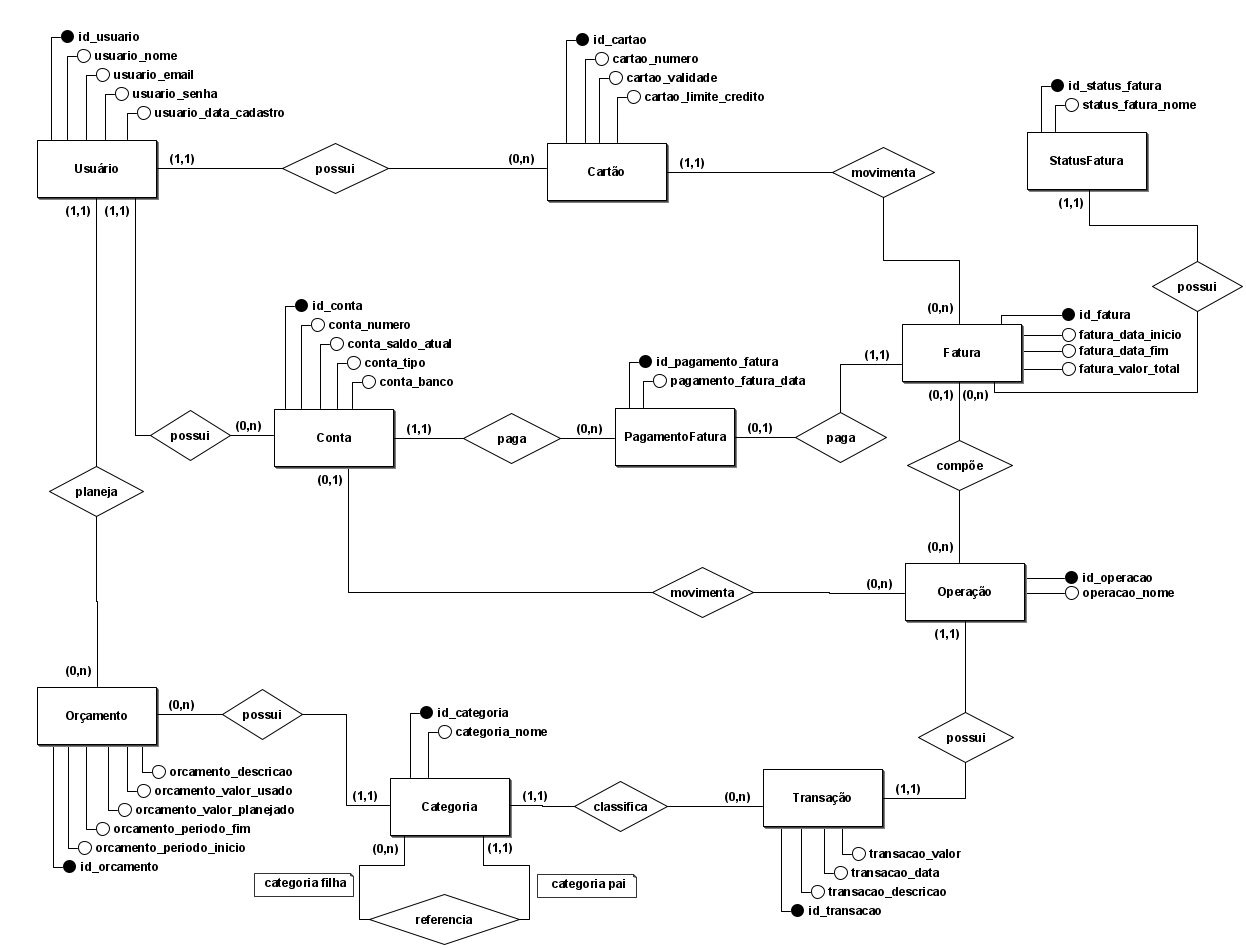 id_usuario
usuario_nome
usuario_email
usuario_senha
usuario_data_cadastro
Usuário
(1,1)
possui
(0,n)
id_cartao
cartao_numero
cartao_validade
cartao_limite_credito
Cartão
(1,1)
movimenta
(0,n)
id_status_fatura
status_fatura_nome
StatusFatura
(1,1)
possui
(1,1)
(1,1)
id_conta
conta_numero
conta_saldo_atual
conta_tipo
conta_banco
possui
(0,n)
Conta
(1,1)
paga
(0,n)
id_pagamento_fatura
pagamento_fatura_data
PagamentoFatura
(0,1)
paga
(1,1)
Fatura
id_fatura
fatura_data_inicio
fatura_data_fim
fatura_valor_total
(0,1)
(0,n)
compõe
(0,n)
planeja
(0,1)
movimenta
(0,n)
Operação
id_operacao
operacao_nome
(1,1)
possui
(0,n)
Orçamento
(0,n)
possui
(1,1)
orcamento_descricao
orcamento_valor_usado
orcamento_valor_planejado
orcamento_periodo_fim
orcamento_periodo_inicio
id_orcamento
id_categoria
categoria_nome
Categoria
(1,1)
classifica
(0,n)
Transação
(1,1)
transacao_valor
transacao_data
transacao_descricao
id_transacao
(0,n)
(1,1)
categoria filha
categoria pai
referencia